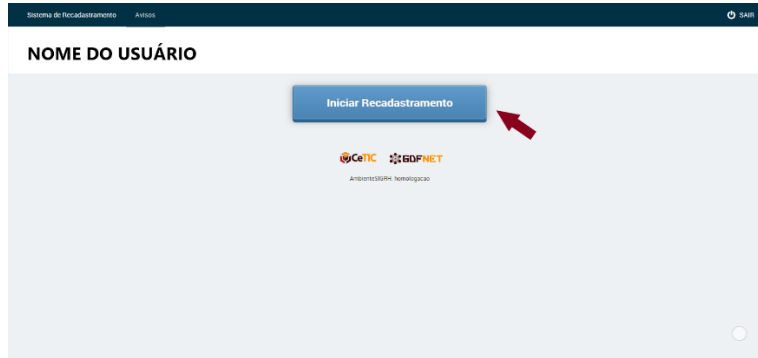 Sistema de Recadastramento Avisos SAIR
NOME DO USUÁRIO
Iniciar Recadastramento
CeTIC GDFNET
AmbienteSIGRH: homologacao